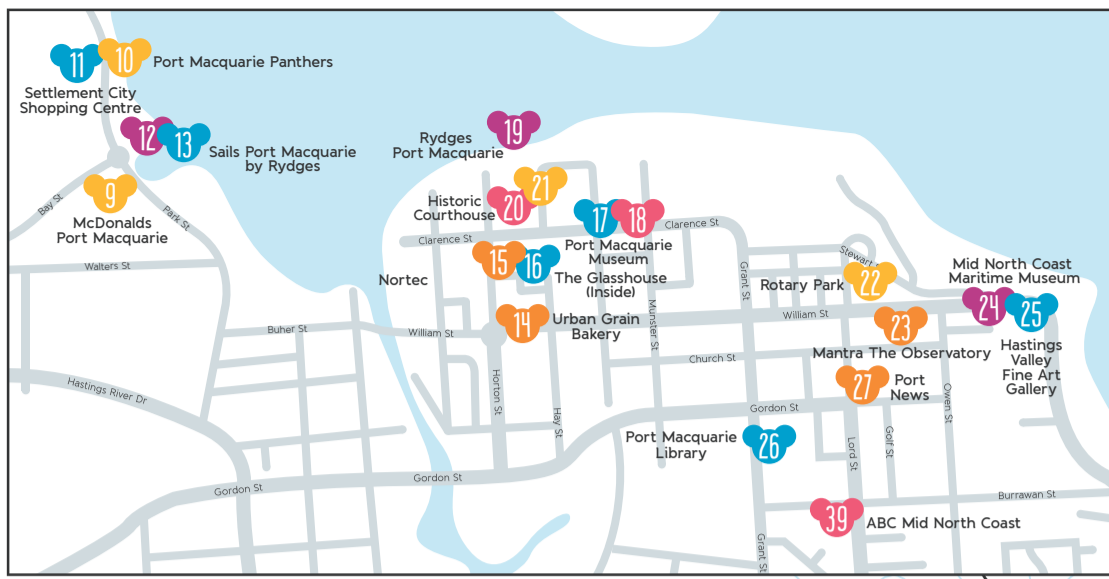 11
10
Port Macquarie Panthers
Settlement City
Shopping Centre
12
13
Sails Port Macquarie
by Rydges
9
McDonalds
Port Macquarie
Bay St
Park St
Walter's St
19
Rydges
Port Macquarie
21
20
Historic
Courthouse
17
18
Clarence St
Clarence St
Port Macquarie
Museum
15
16
The Glasshouse
(Inside)
Nortec
14
Urban Grain
Bakery
Buher St
William St
Munster St
Grant St
Stewart
Rotary Park
22
Mid North Coast
Maritime Museum
24
25
William St
23
Mantra The Observatory
Hastings
Valley
Fine Art
Gallery
Church St
27
Port
News
Hastings River Dr
Horton St
Hay St
Gordon St
Owen St
Port Macquarie
Library
26
Lord St
Golf St
Gordon St
Gordon St
Burrawan St
39
ABC Mid North Coast
Grant St